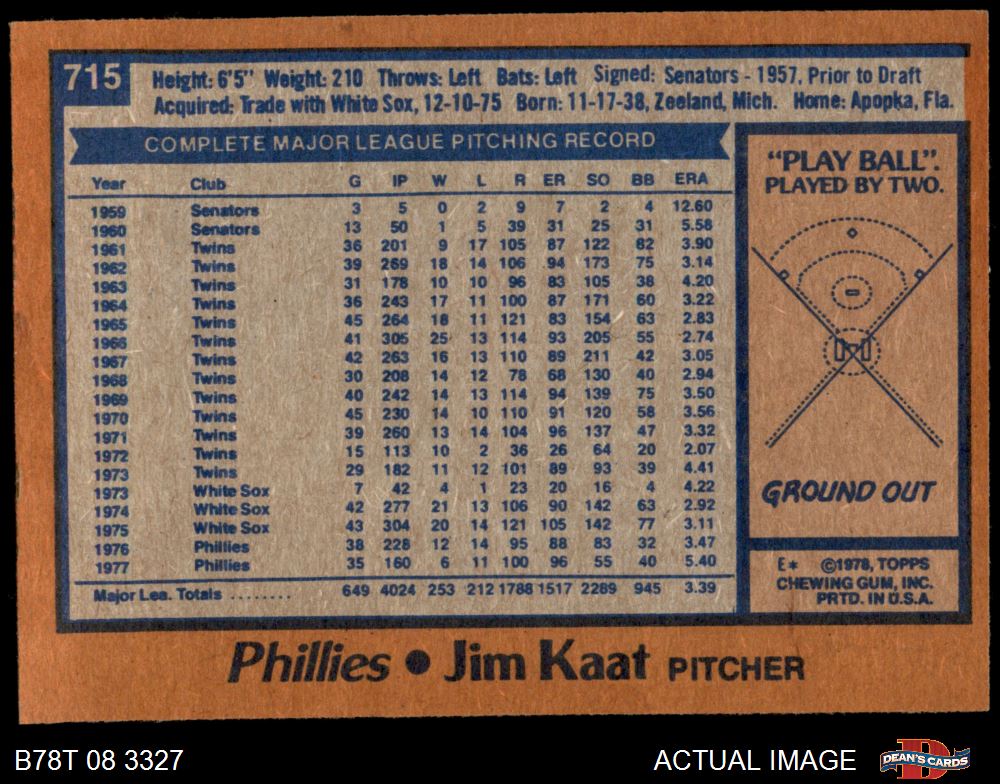 715
Height: 6'5" Weight: 210 Throws: Left Bats: Left Signed: Senators - 1957, Prior to Draft
Acquired: Trade with White Sox, 12-10-75 Born: 11-17-38, Zeeland, Mich. Home: Apopka, Fla.
COMPLETE MAJOR LEAGUE PITCHING RECORD
Year Club G IP W L R ER SO BB ERA
1959 Senators 3 5 0 2 9 7 2 4 12.60
1960 Senators 13 50 1 5 39 31 25 31 5.58
1961 Twins 36 201 9 17 105 87 122 82 3.90
1962 Twins 39 269 18 14 106 94 173 75 3.14
1963 Twins 31 178 10 10 96 83 105 38 4.20
1964 Twins 36 243 17 11 100 87 171 60 3.22
1965 Twins 45 264 18 11 121 83 154 63 2.83
1966 Twins 41 305 25 13 114 93 205 55 2.74
1967 Twins 42 263 16 13 110 89 211 42 3.05
1968 Twins 30 208 14 12 78 68 130 40 2.94
1969 Twins 40 242 14 13 114 94 139 75 3.50
1970 Twins 45 230 14 10 110 91 120 58 3.56
1971 Twins 39 260 13 14 104 96 137 47 3.32
1972 Twins 15 113 10 2 36 26 64 20 2.07
1973 Twins 29 182 11 12 101 89 93 39 4.41
1973 White Sox 7 42 4 1 23 20 16 4 4.22
1974 White Sox 42 277 21 13 106 90 142 63 2.92
1975 White Sox 43 304 20 14 121 105 142 77 3.11
1976 Phillies 38 228 12 14 95 88 83 32 3.47
1977 Phillies 35 160 6 11 100 96 55 40 5.40
Major Lea. Totals ........ 649 4024 253 212 1788 1517 2289 945 3.39
"PLAY BALL".
PLAYED BY TWO.
GROUND OUT
E* ©1978, TOPPS
CHEWING GUM, INC.
PRTD. IN U.S.A.
Phillies • Jim Kaat PITCHER
B78T 08 3327
ACTUAL IMAGE
DEAN'S CARDS